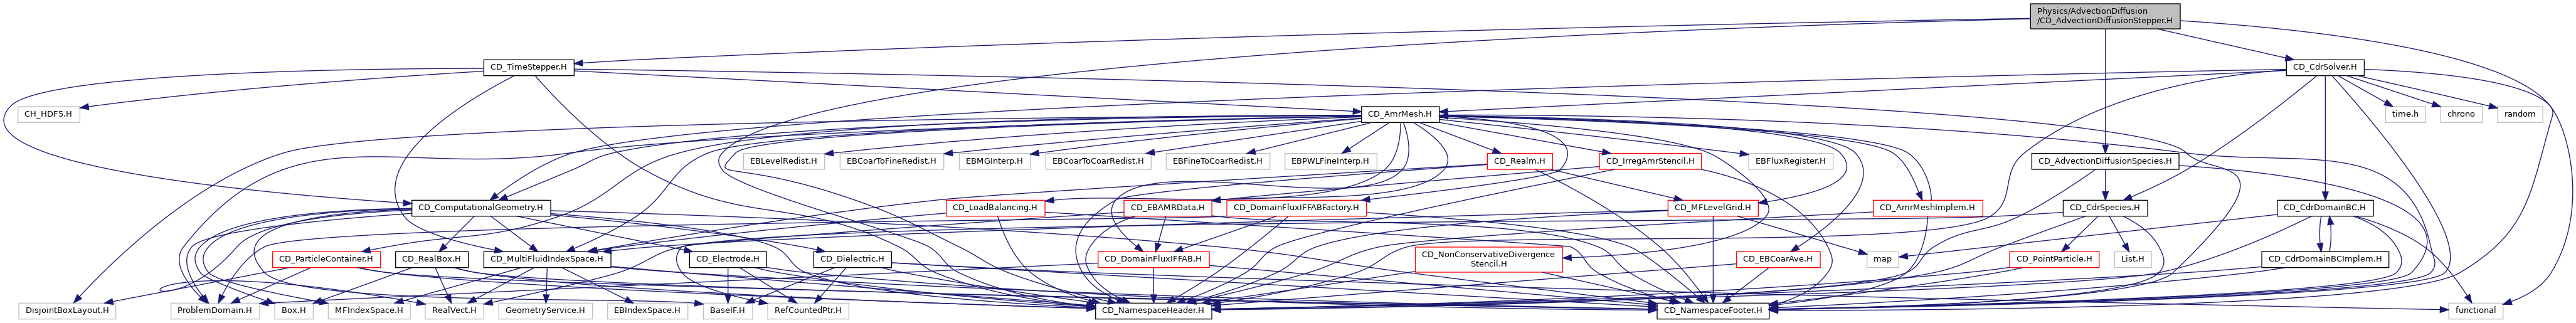 Physics/AdvectionDiffusion
/CD_AdvectionDiffusionStepper.H
CD_TimeStepper.H
CD_CdrSolver.H
CH_HDF5.H
CD_AmrMesh.H
time.h
chrono
random
EBLevelRedist.H
EBCoarToFineRedist.H
EBMGInterp.H
EBCoarToCoarRedist.H
EBFineToCoarRedist.H
EBPWLFineInterp.H
CD_Realm.H
CD_IrregAmrStencil.H
EBFluxRegister.H
CD_AdvectionDiffusionSpecies.H
CD_ComputationalGeometry.H
CD_LoadBalancing.H
CD_EBAMRData.H
CD_DomainFluxIFFABFactory.H
CD_MFLevelGrid.H
CD_AmrMeshImplem.H
CD_CdrSpecies.H
CD_CdrDomainBC.H
CD_ParticleContainer.H
CD_RealBox.H
CD_MultiFluidIndexSpace.H
CD_Electrode.H
CD_Dielectric.H
CD_DomainFluxIFFAB.H
CD_NonConservativeDivergence
Stencil.H
CD_EBCoarAve.H
map
CD_PointParticle.H
List.H
CD_CdrDomainBCImplem.H
DisjointBoxLayout.H
ProblemDomain.H
Box.H
MFIndexSpace.H
RealVect.H
GeometryService.H
EBIndexSpace.H
BaseIF.H
RefCountedPtr.H
CD_NamespaceHeader.H
CD_NamespaceFooter.H
functional